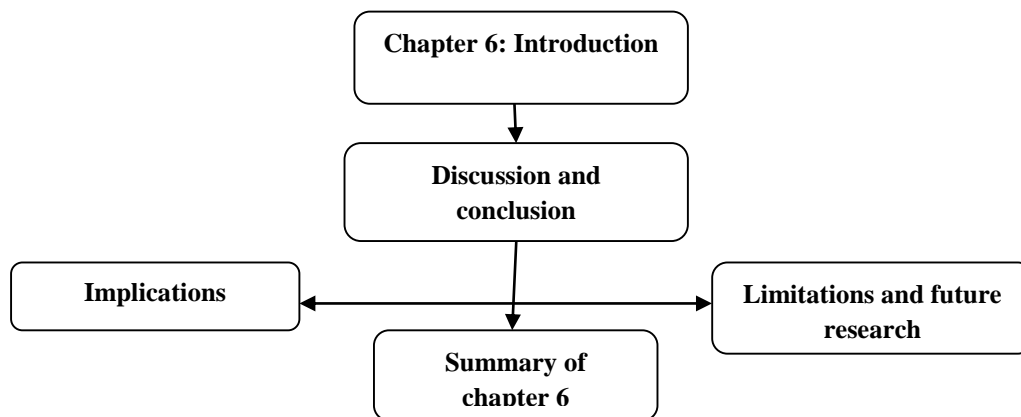 Chapter 6: Introduction
Discussion and
conclusion
Implications
Limitations and future
research
Summary of
chapter 6